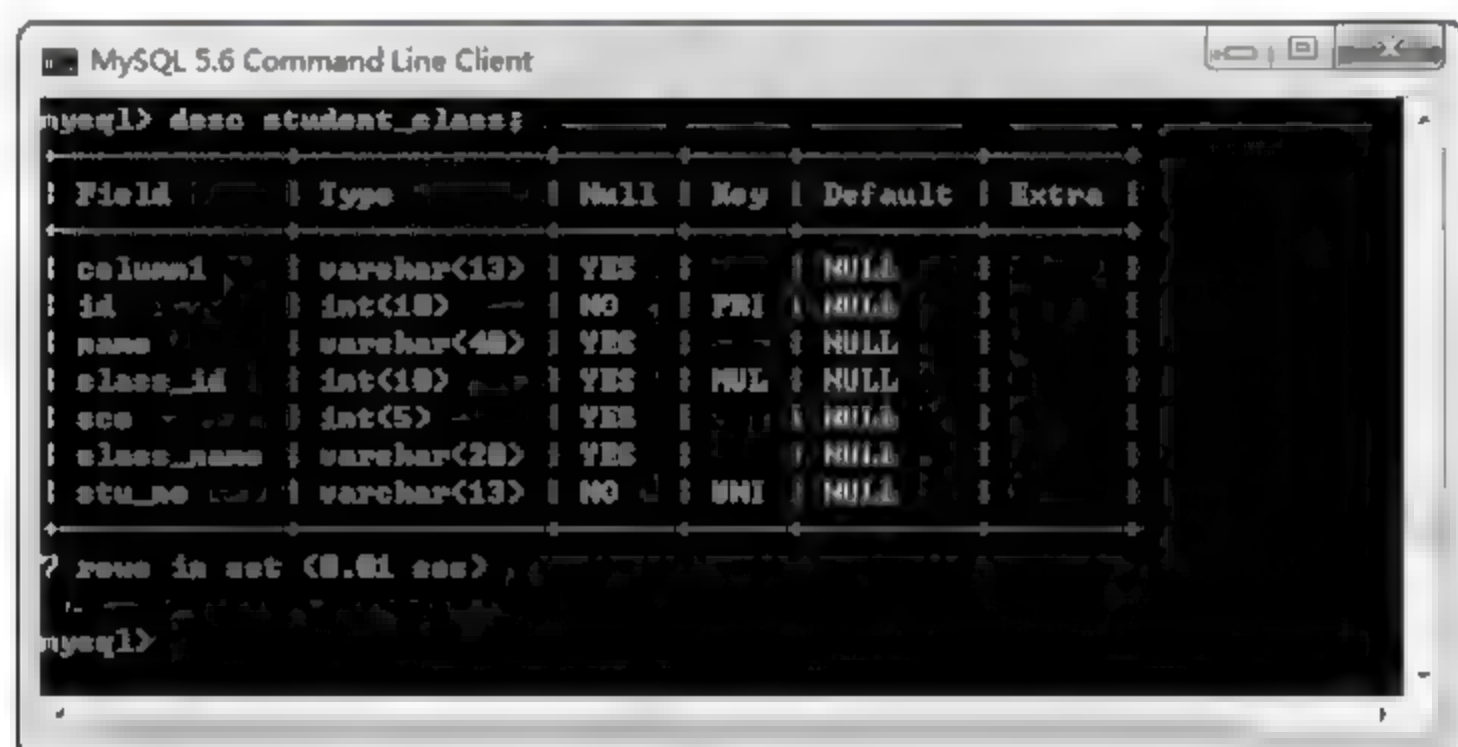 MySQL 5.6 Command Line Client
mysql> desc student_class;
+------------+-------------+------+-----+---------+-------+
| Field | Type | Null | Key | Default | Extra |
+------------+-------------+------+-----+---------+-------+
| column1 | varchar(13) | YES | | NULL | |
| id | int(10) | NO | PRI | NULL | |
| name | varchar(40) | YES | | NULL | |
| class_id | int(10) | YES | MUL | NULL | |
| sco | int(5) | YES | | NULL | |
| class_name | varchar(20) | YES | | NULL | |
| stu_no | varchar(13) | NO | UNI | NULL | |
+------------+-------------+------+-----+---------+-------+
7 rows in set (0.01 sec)
mysql>